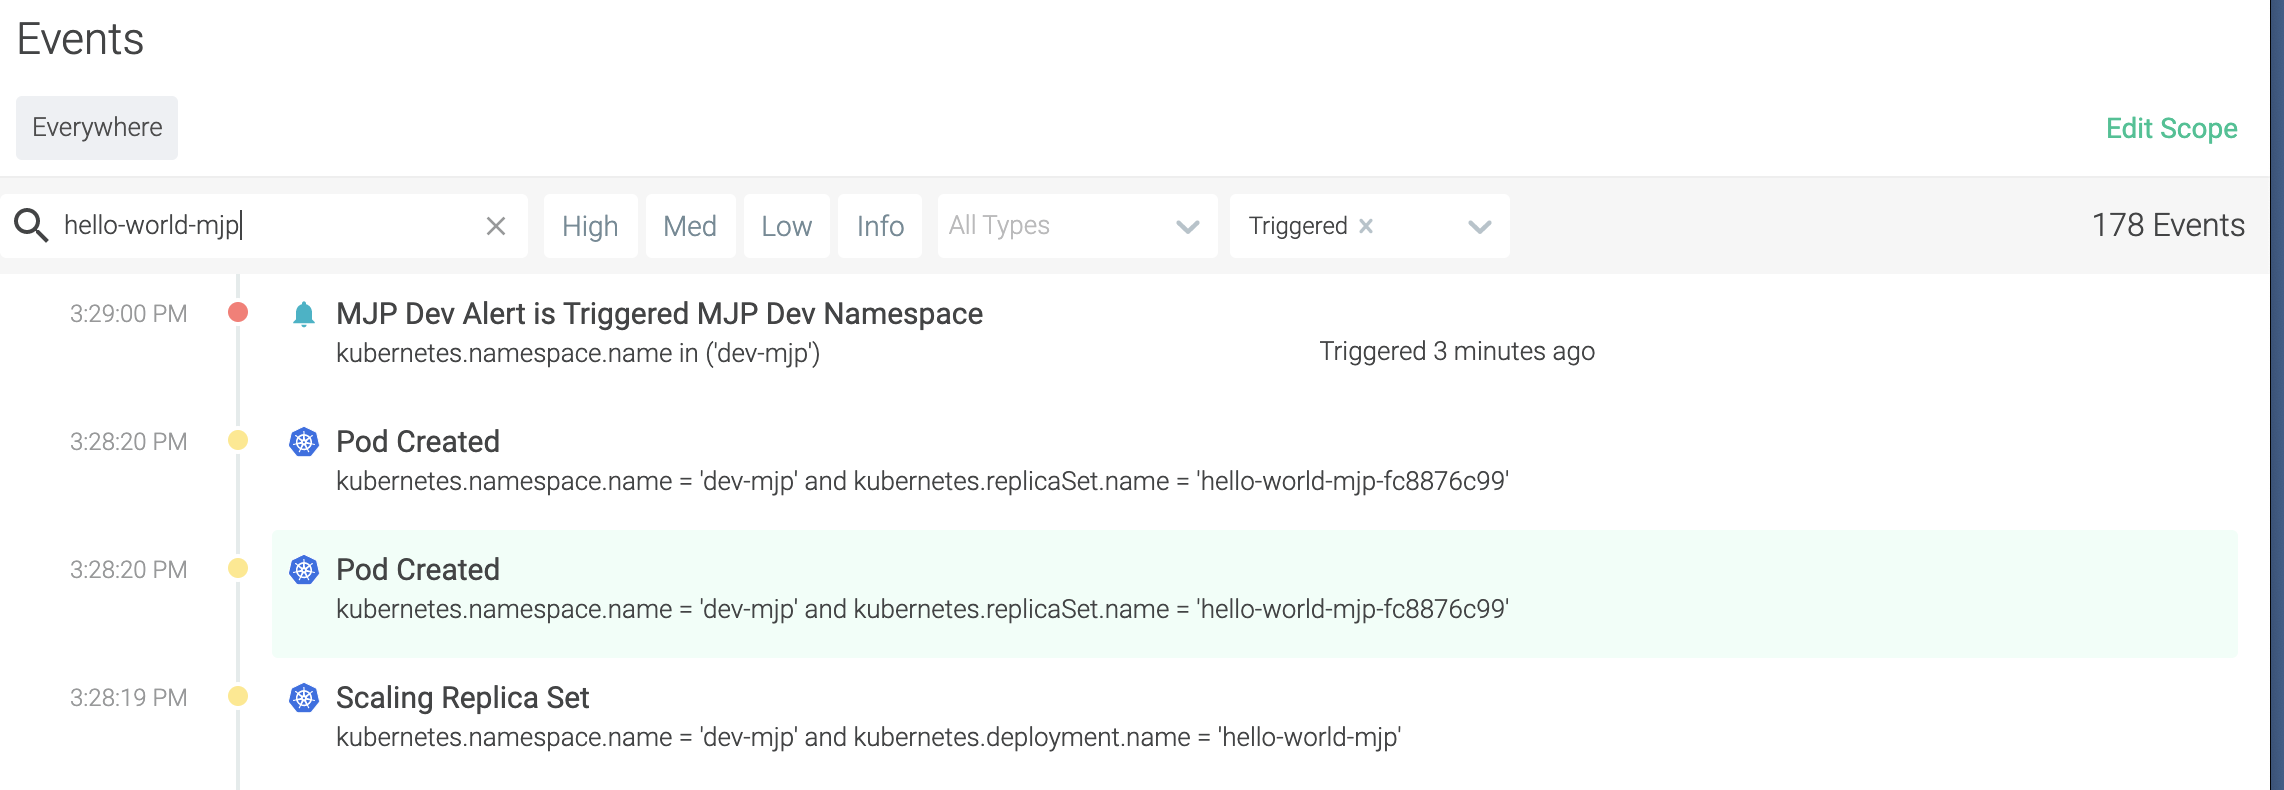 Events
Everywhere
Edit Scope
hello-world-mjp
High
Med
Low
Info
All Types
Triggered
178 Events
3:29:00 PM
MJP Dev Alert is Triggered MJP Dev Namespace
kubernetes.namespace.name in ('dev-mjp')
Triggered 3 minutes ago
3:28:20 PM
Pod Created
kubernetes.namespace.name = 'dev-mjp' and kubernetes.replicaSet.name = 'hello-world-mjp-fc8876c99'
3:28:20 PM
Pod Created
kubernetes.namespace.name = 'dev-mjp' and kubernetes.replicaSet.name = 'hello-world-mjp-fc8876c99'
3:28:19 PM
Scaling Replica Set
kubernetes.namespace.name = 'dev-mjp' and kubernetes.deployment.name = 'hello-world-mjp'